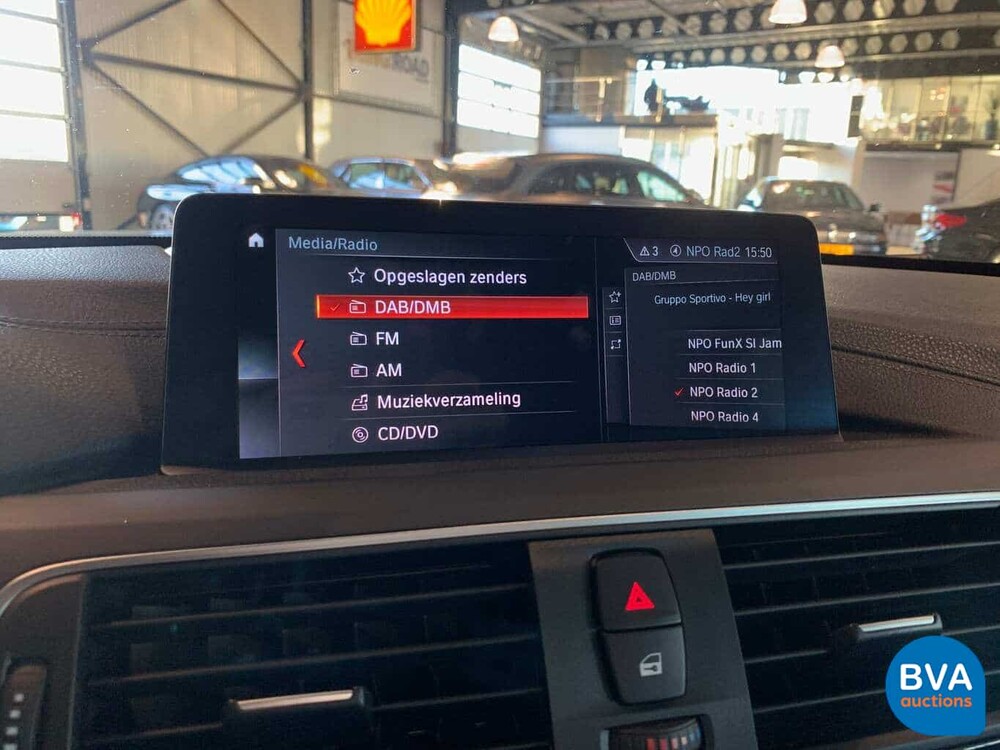 Media/Radio
Opgeslagen zenders
DAB/DMB
FM
AM
Muziekverzameling
CD/DVD
3 NPO Rad2 15:50
DAB/DMB
Gruppo Sportivo - Hey girl
NPO FunX Sl Jam
NPO Radio 1
NPO Radio 2
NPO Radio 4
BVA
auctions